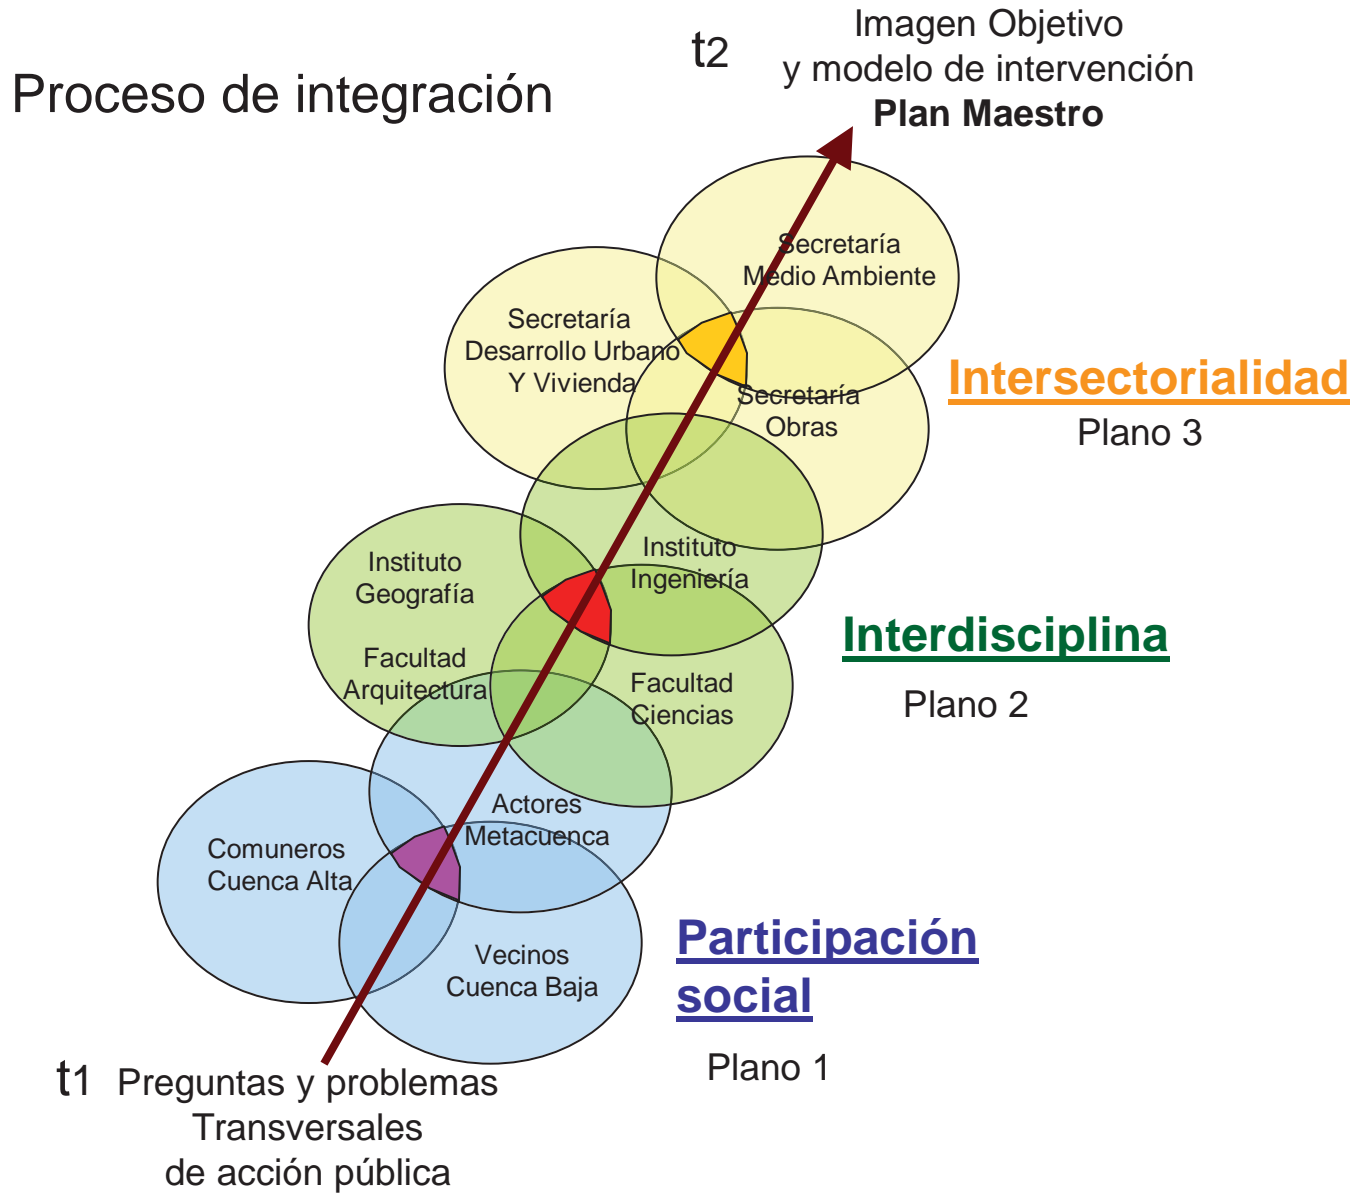 t2
Imagen Objetivo
y modelo de intervención
Plan Maestro
Proceso de integración
Secretaría
Medio Ambiente
Secretaría
Desarrollo Urbano
Y Vivienda
Secretaría
Obras
Intersectorialidad
Plano 3
Instituto
Ingeniería
Instituto
Geografía
Facultad
Arquitectura
Facultad
Ciencias
Interdisciplina
Plano 2
Actores
Metacuenca
Comuneros
Cuenca Alta
Vecinos
Cuenca Baja
Participación
social
Plano 1
t1 Preguntas y problemas
Transversales
de acción pública